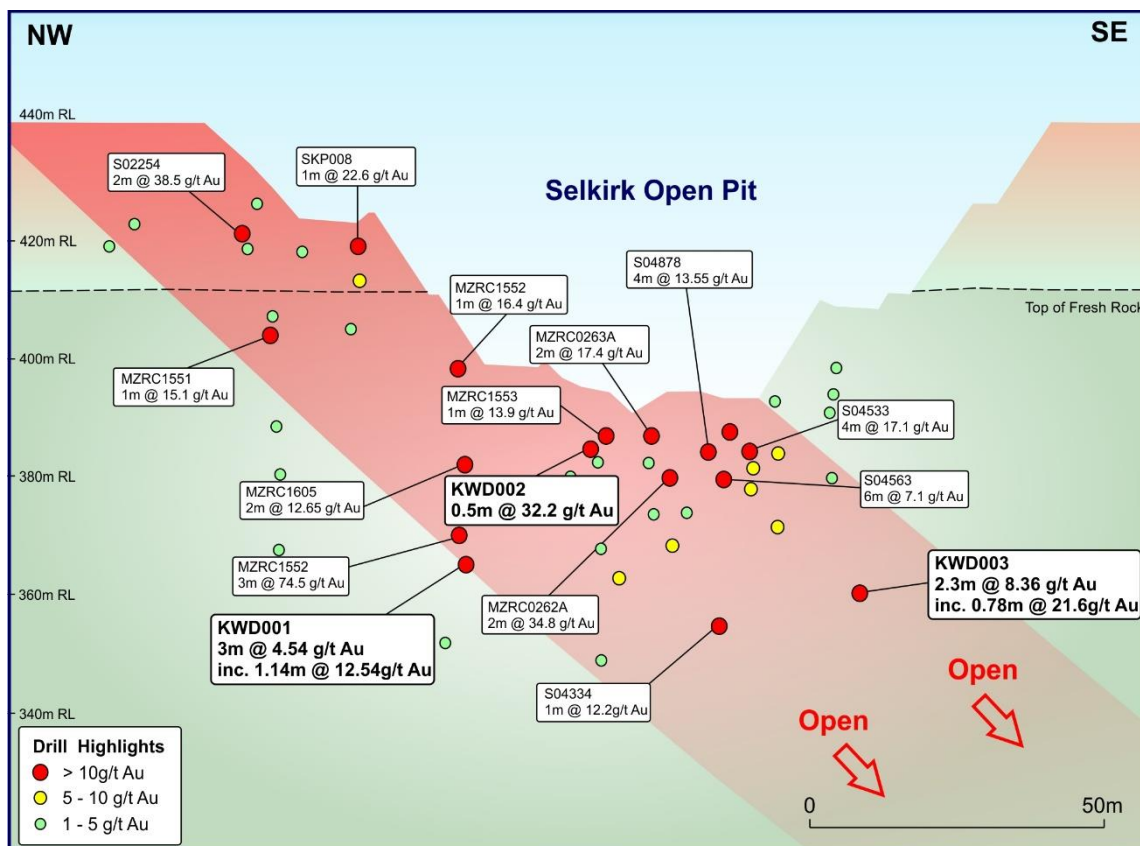 NW
SE
440m RL
S02254
2m @ 38.5 g/t Au
SKP008
1m @ 22.6 g/t Au
Selkirk Open Pit
420m RL
S04878
4m @ 13.55 g/t Au
MZRC1552
1m @ 16.4 g/t Au
Top of Fresh Rock
MZRC0263A
2m @ 17.4 g/t Au
400m RL
MZRC1551
1m @ 15.1 g/t Au
MZRC1553
1m @ 13.9 g/t Au
S04533
4m @ 17.1 g/t Au
380m RL
KWD002
0.5m @ 32.2 g/t Au
MZRC1605
2m @ 12.65 g/t Au
S04563
6m @ 7.1 g/t Au
MZRC1552
3m @ 74.5 g/t Au
KWD003
2.3m @ 8.36 g/t Au
inc. 0.78m @ 21.6g/t Au
360m RL
MZRC0262A
2m @ 34.8 g/t Au
KWD001
3m @ 4.54 g/t Au
inc. 1.14m @ 12.54g/t Au
S04334
1m @ 12.2g/t Au
Open
Open
340m RL
Drill Highlights
> 10g/t Au
5 - 10 g/t Au
1 - 5 g/t Au
0
50m